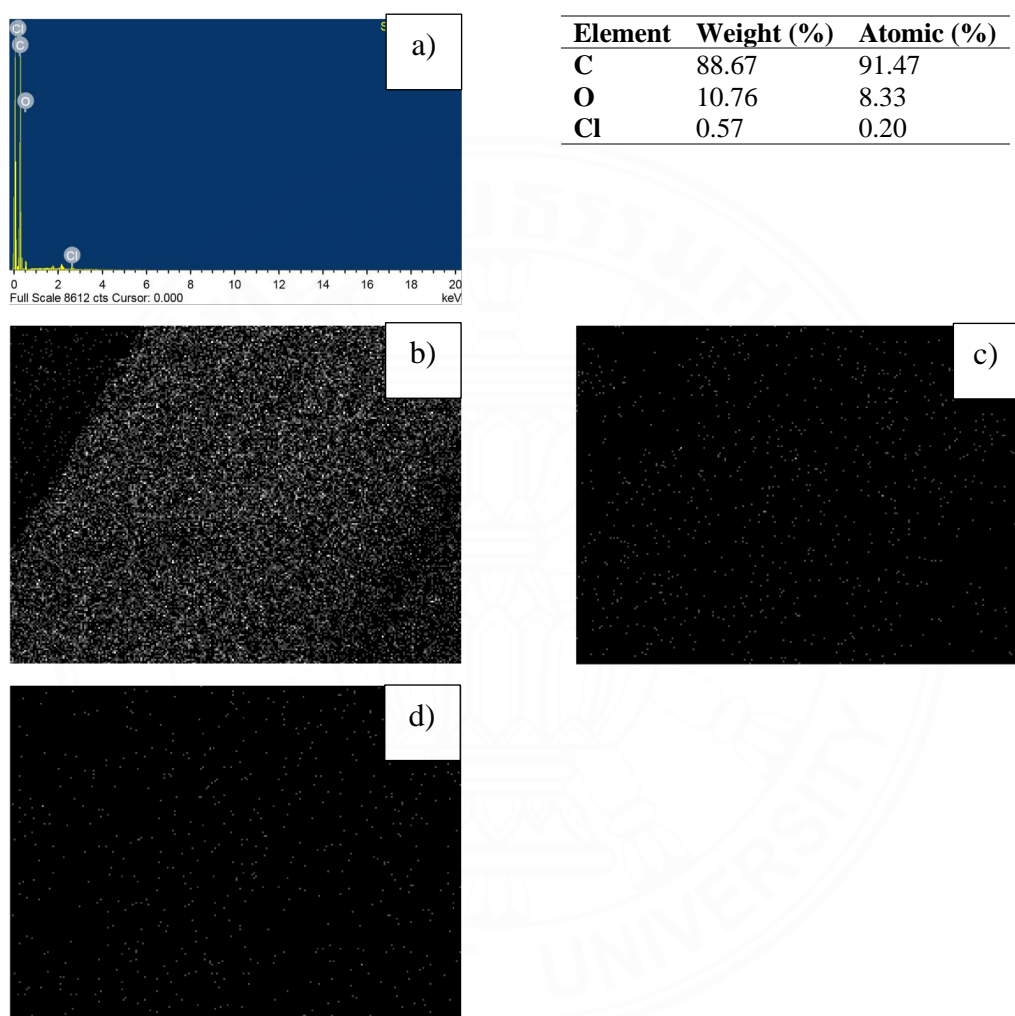 Cl
C
O
Cl
S
a)
0 2 4 6 8 10 12 14 16 18 20
Full Scale 8612 cts Cursor: 0.000 keV
Element Weight (%) Atomic (%)
C 88.67 91.47
O 10.76 8.33
Cl 0.57 0.20
b)
c)
d)
UNIVERSITY